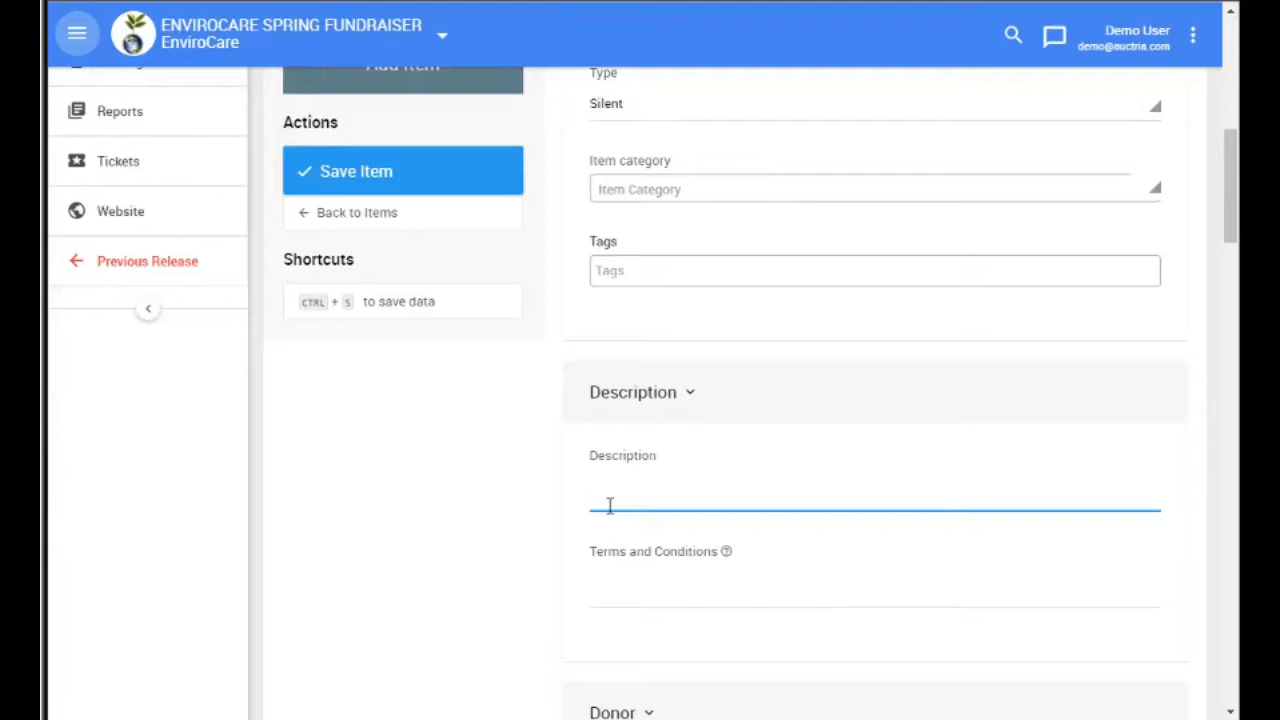 ENVIROCARE SPRING FUNDRAISER
EnviroCare
Demo User
demo@auctria.com
Reports
Tickets
Website
Previous Release
Add Item
Actions
Save Item
Back to Items
Shortcuts
CTRL + S to save data
Type
Silent
Item category
Item Category
Tags
Tags
Description
Description
Terms and Conditions
Donor